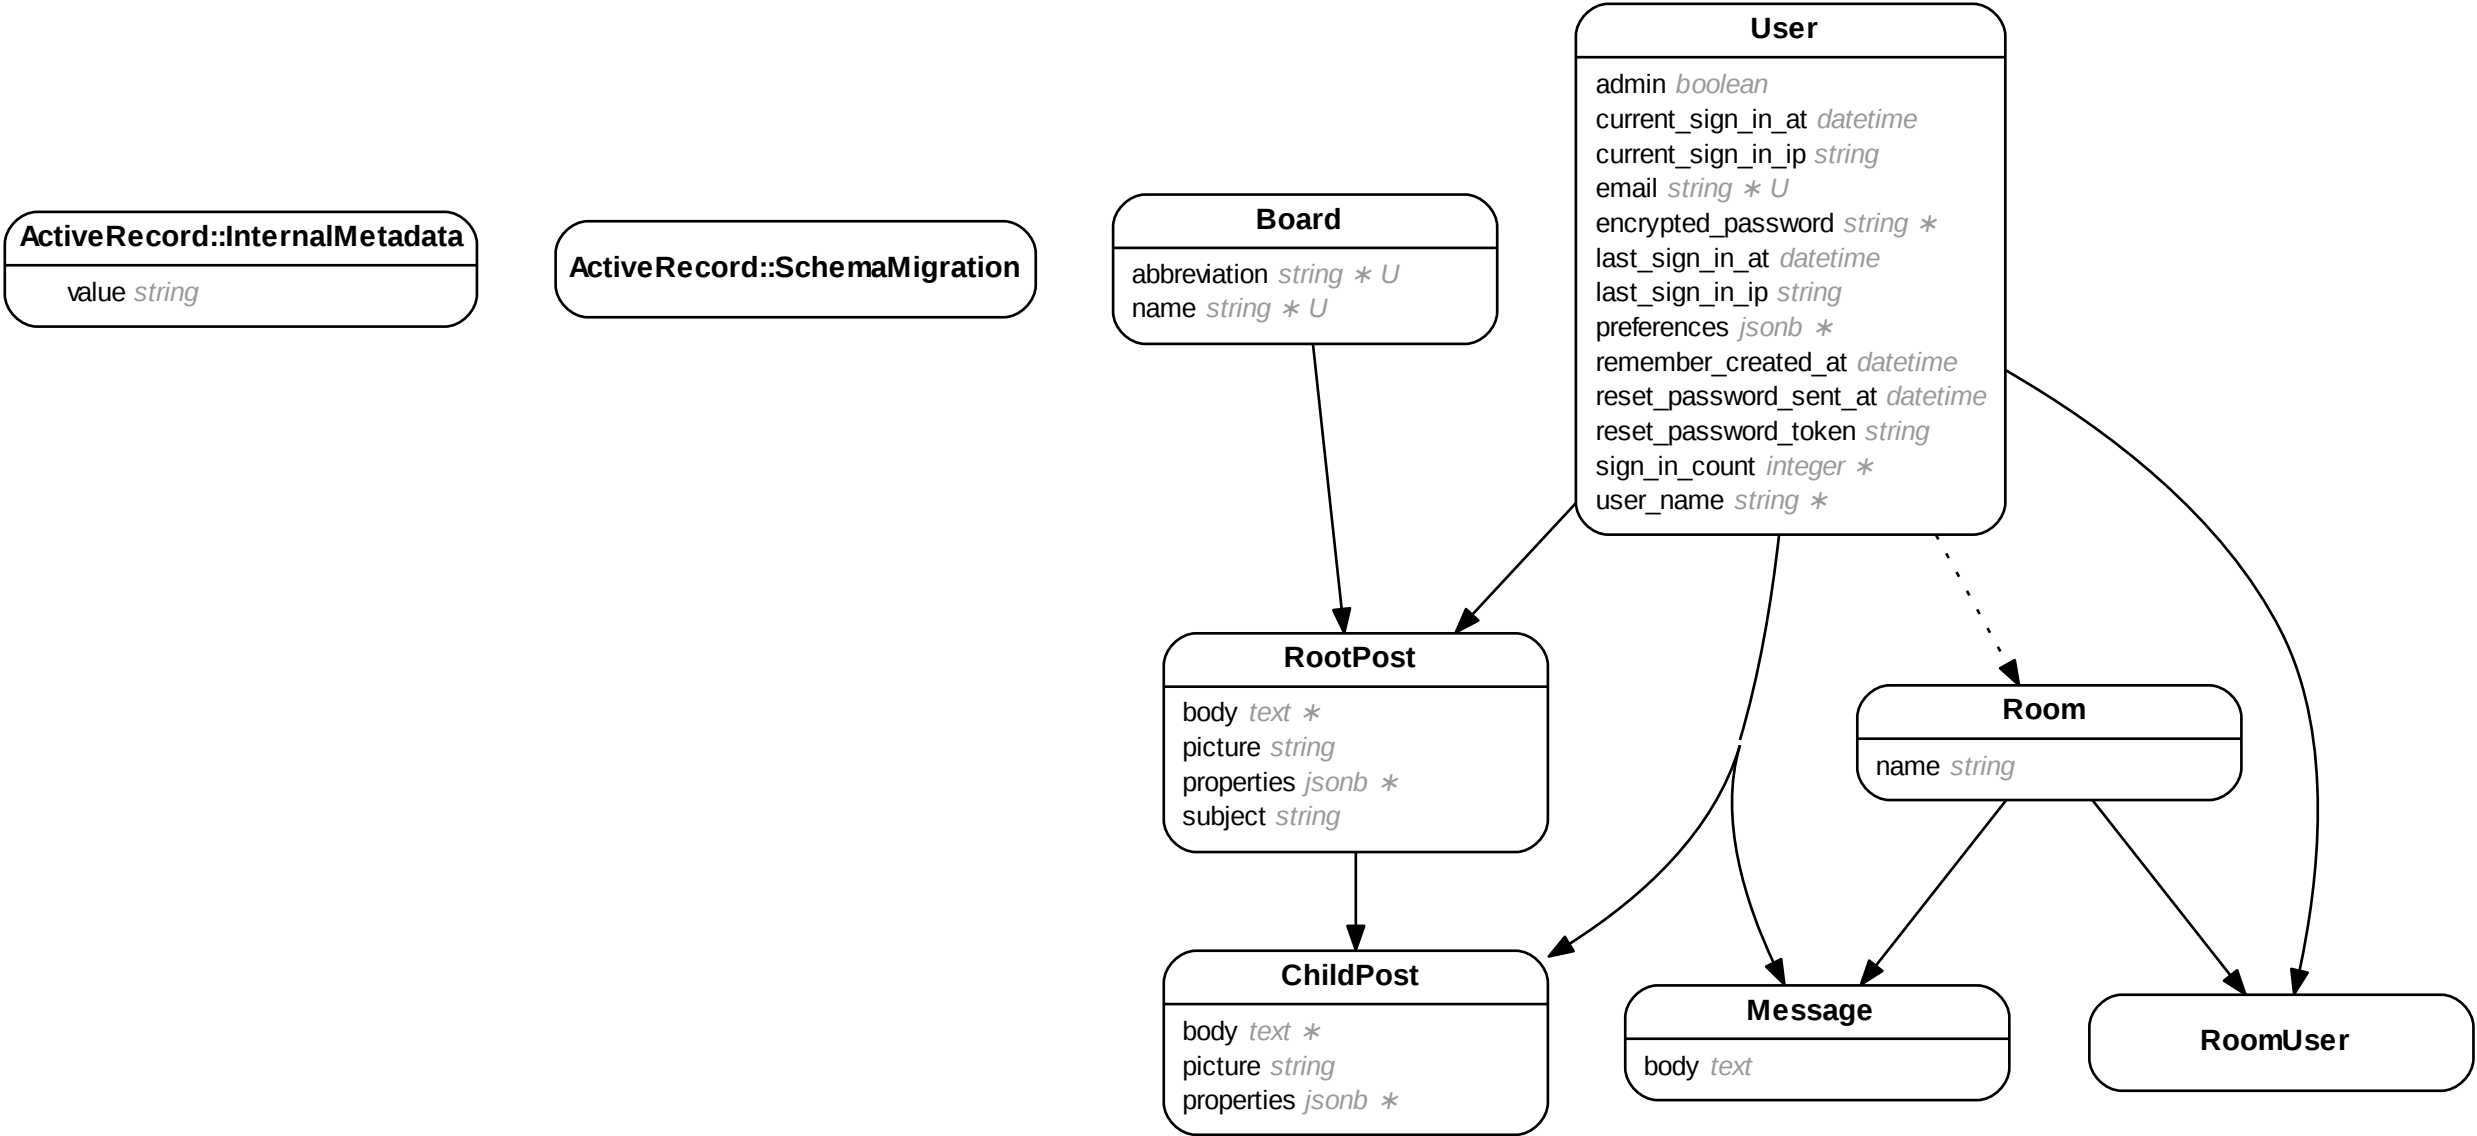 User
admin boolean
current_sign_in_at datetime
current_sign_in_ip string
email string ∗ U
encrypted_password string ∗
last_sign_in_at datetime
last_sign_in_ip string
preferences jsonb ∗
remember_created_at datetime
reset_password_sent_at datetime
reset_password_token string
sign_in_count integer ∗
user_name string ∗
ActiveRecord::InternalMetadata
value string
ActiveRecord::SchemaMigration
Board
abbreviation string ∗ U
name string ∗ U
RootPost
body text ∗
picture string
properties jsonb ∗
subject string
Room
name string
ChildPost
body text ∗
picture string
properties jsonb ∗
Message
body text
RoomUser